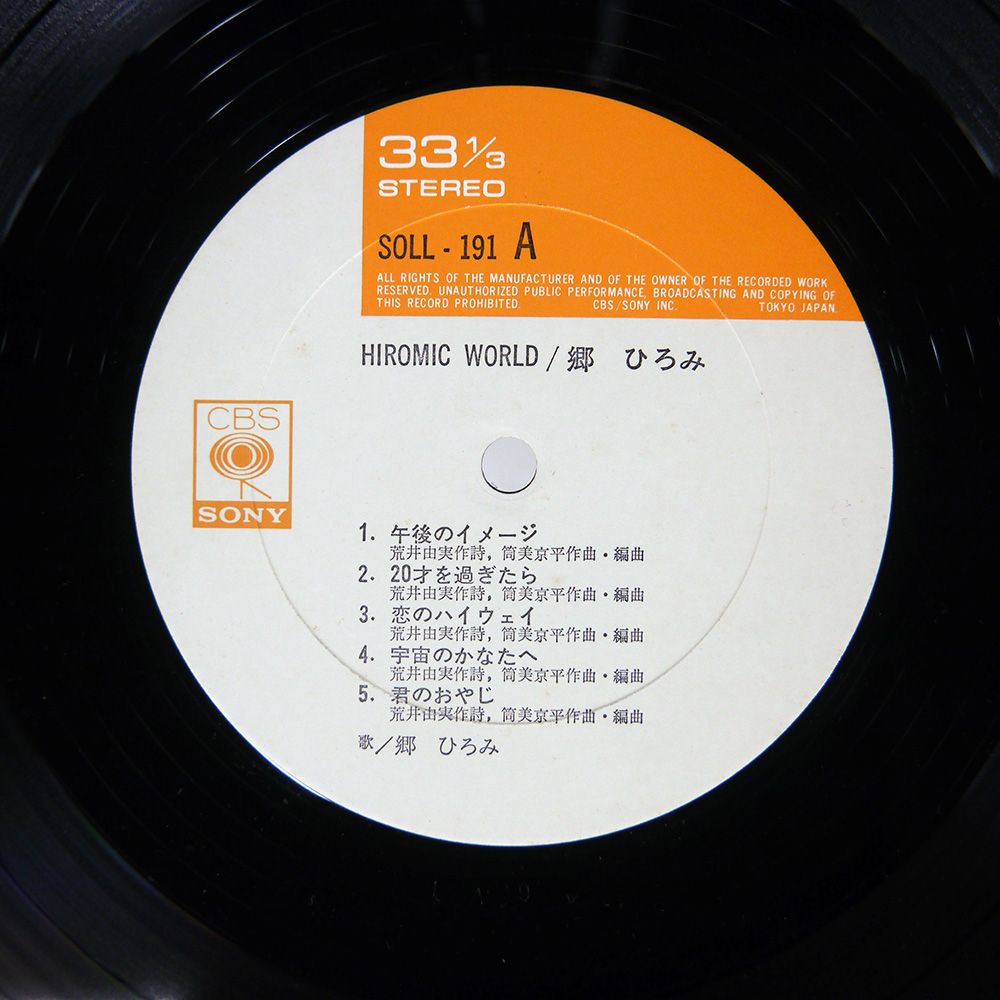 33 1/3
STEREO
SOLL - 191 A
ALL RIGHTS OF THE MANUFACTURER AND OF THE OWNER OF THE RECORDED WORK
RESERVED. UNAUTHORIZED PUBLIC PERFORMANCE, BROADCASTING AND COPYING OF
THIS RECORD PROHIBITED. CBS/SONY INC. TOKYO JAPAN.
HIROMIC WORLD / 郷 ひろみ
CBS
SONY
1. 午後のイメージ
荒井由実作詩, 筒美京平作曲・編曲
2. 20才を過ぎたら
荒井由実作詩, 筒美京平作曲・編曲
3. 恋のハイウェイ
荒井由実作詩, 筒美京平作曲・編曲
4. 宇宙のかなたへ
荒井由実作詩, 筒美京平作曲・編曲
5. 君のおやじ
荒井由実作詩, 筒美京平作曲・編曲
歌/郷 ひろみ